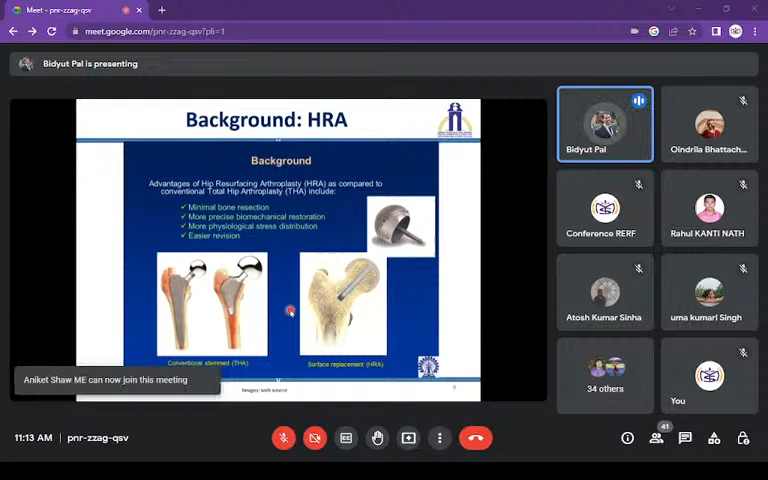 Meet - pnr-zzag-qsv
meet.google.com/pnr-zzag-qsv?pli=1
Bidyut Pal is presenting
Background: HRA
Background
Advantages of Hip Resurfacing Arthroplasty (HRA) as compared to
conventional Total Hip Arthroplasty (THA) include:
✓ Minimal bone resection
✓ More precise biomechanical restoration
✓ More physiological stress distribution
✓ Easier revision
Conventional stemmed (THA)
Surface replacement (HRA)
Images: web source
9
Aniket Shaw ME can now join this meeting
Bidyut Pal
Oindrila Bhattach...
Conference RERF
Rahul KANTI NATH
Atosh Kumar Sinha
uma kumari Singh
34 others
You
11:13 AM | pnr-zzag-qsv
41